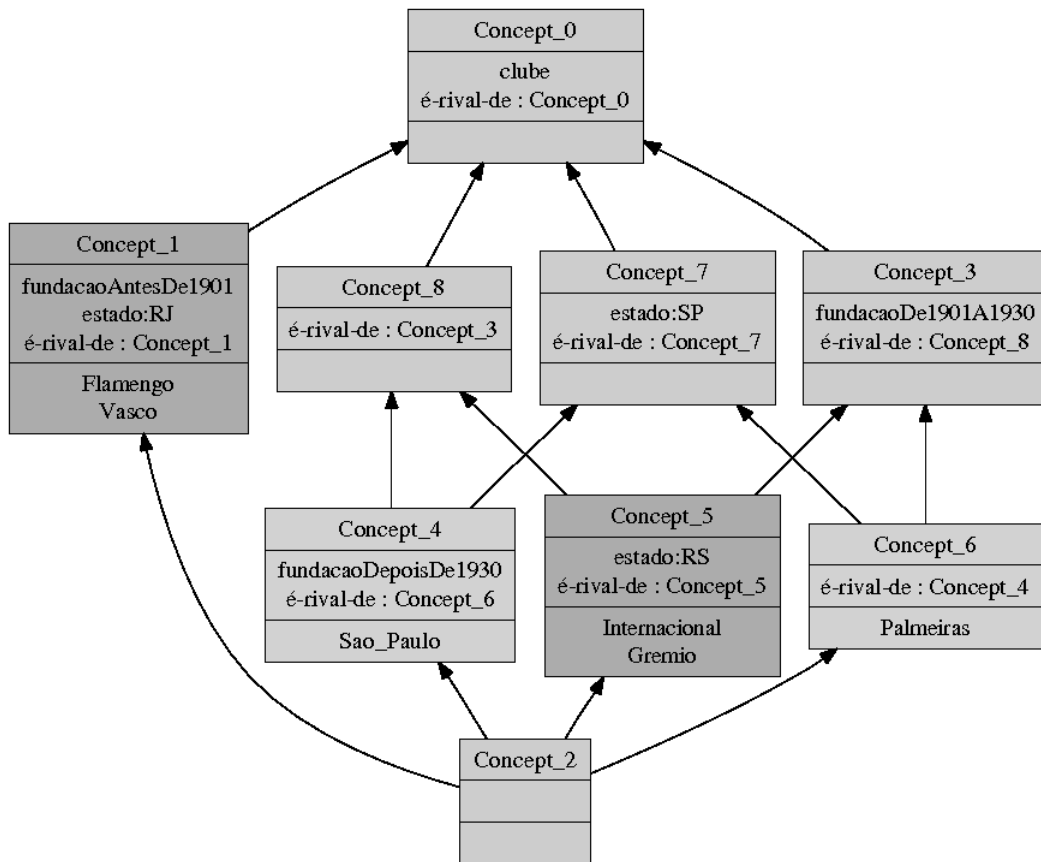 Concept_0
clube
é-rival-de : Concept_0
Concept_1
fundacaoAntesDe1901
estado:RJ
é-rival-de : Concept_1
Flamengo
Vasco
Concept_8
é-rival-de : Concept_3
Concept_7
estado:SP
é-rival-de : Concept_7
Concept_3
fundacaoDe1901A1930
é-rival-de : Concept_8
Concept_4
fundacaoDepoisDe1930
é-rival-de : Concept_6
Sao_Paulo
Concept_5
estado:RS
é-rival-de : Concept_5
Internacional
Gremio
Concept_6
é-rival-de : Concept_4
Palmeiras
Concept_2